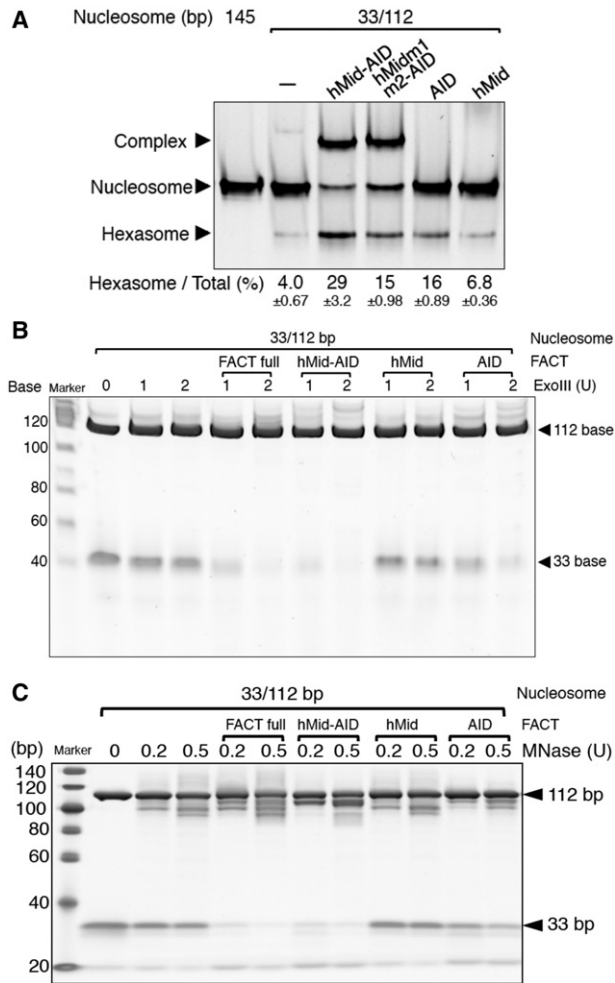 A
Nucleosome (bp) 145 33/112
— hMid-AID hMidm1 m2-AID AID hMid
Complex
Nucleosome
Hexasome
Hexasome / Total (%) 4.0 29 15 16 6.8
±0.67 ±3.2 ±0.98 ±0.89 ±0.36
B
33/112 bp Nucleosome
FACT full hMid-AID hMid AID FACT
Base Marker 0 1 2 1 2 1 2 1 2 1 2 ExoIII (U)
120
112 base
100
80
60
40
33 base
C
33/112 bp Nucleosome
FACT full hMid-AID hMid AID FACT
(bp) Marker 0 0.2 0.5 0.2 0.5 0.2 0.5 0.2 0.5 0.2 0.5 MNase (U)
140
120
112 bp
100
80
60
40
33 bp
20